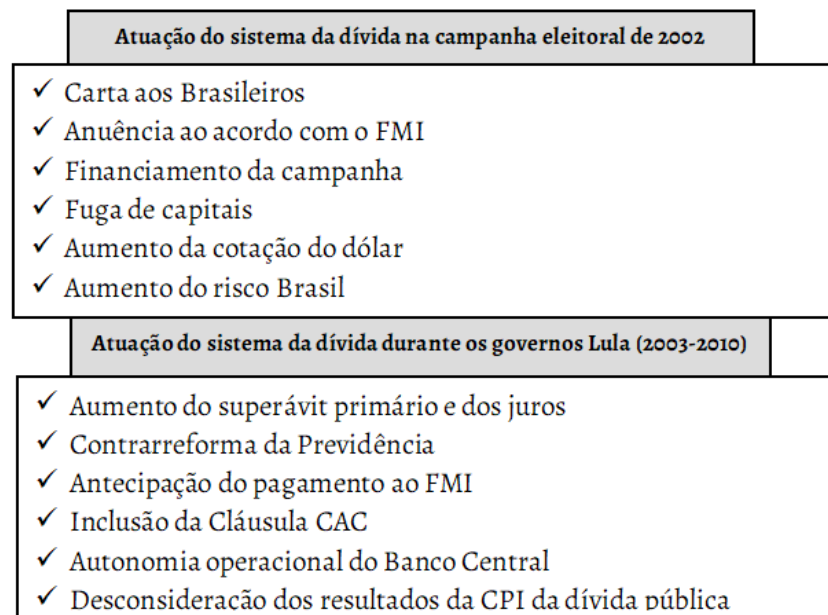 Atuação do sistema da dívida na campanha eleitoral de 2002
✓ Carta aos Brasileiros
✓ Anuência ao acordo com o FMI
✓ Financiamento da campanha
✓ Fuga de capitais
✓ Aumento da cotação do dólar
✓ Aumento do risco Brasil
Atuação do sistema da dívida durante os governos Lula (2003-2010)
✓ Aumento do superávit primário e dos juros
✓ Contrarreforma da Previdência
✓ Antecipação do pagamento ao FMI
✓ Inclusão da Cláusula CAC
✓ Autonomia operacional do Banco Central
✓ Desconsideração dos resultados da CPI da dívida pública